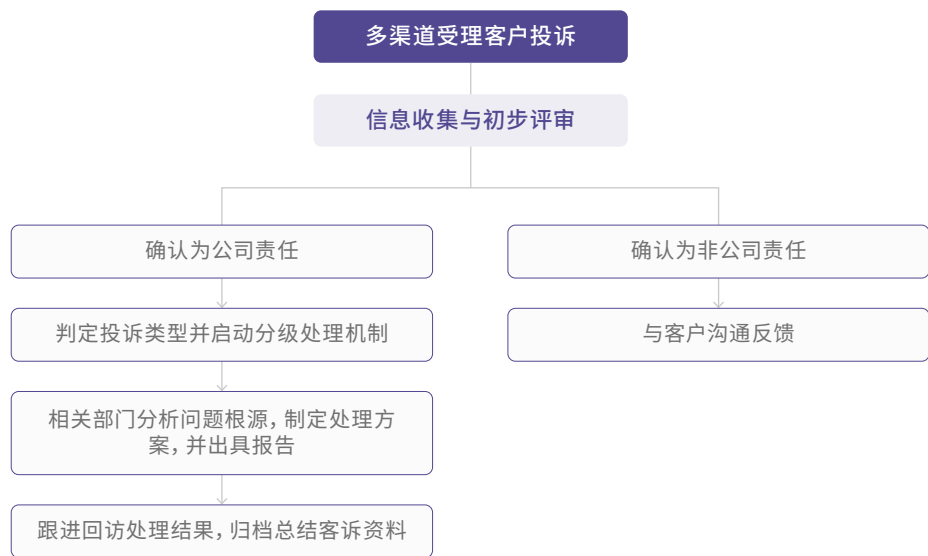 多渠道受理客户投诉
信息收集与初步评审
确认为公司责任
确认为非公司责任
判定投诉类型并启动分级处理机制
与客户沟通反馈
相关部门分析问题根源，制定处理方
案，并出具报告
跟进回访处理结果，归档总结客诉资料